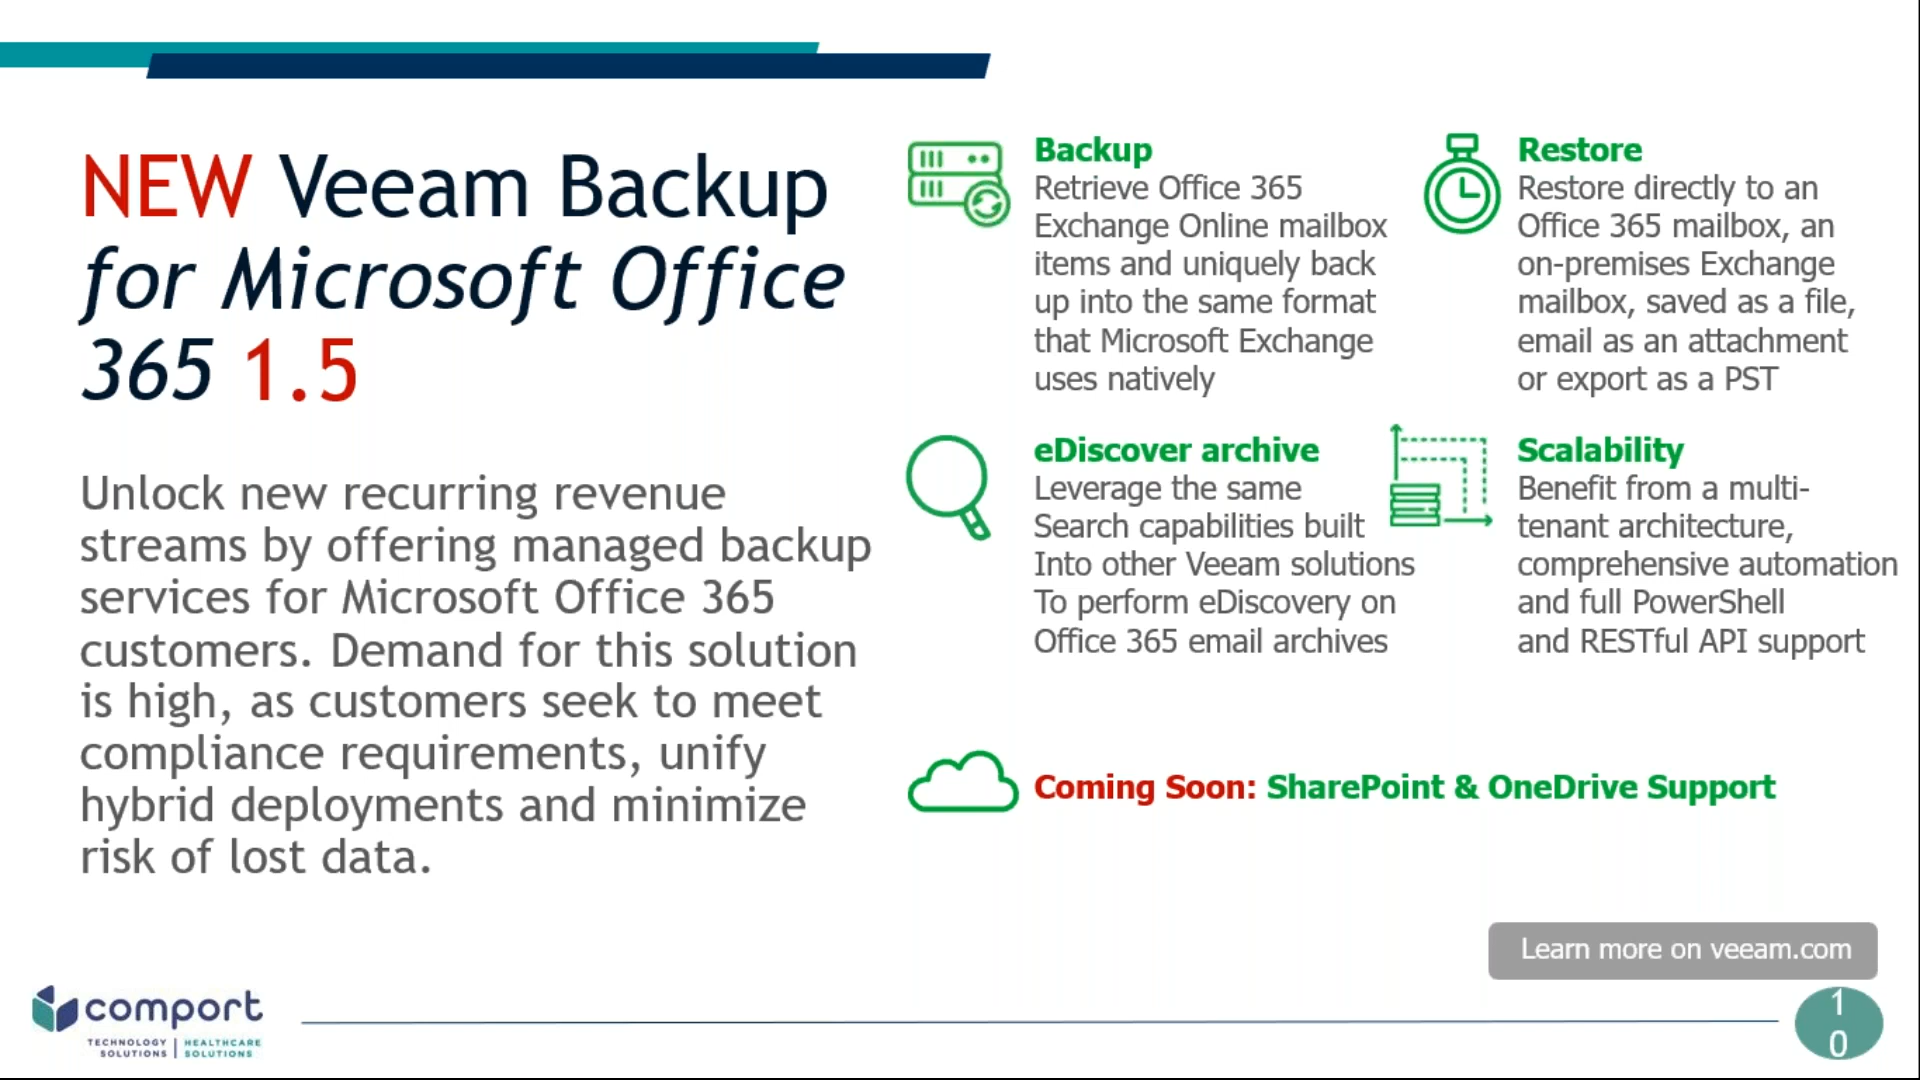 NEW Veeam Backup
for Microsoft Office
365 1.5
Unlock new recurring revenue
streams by offering managed backup
services for Microsoft Office 365
customers. Demand for this solution
is high, as customers seek to meet
compliance requirements, unify
hybrid deployments and minimize
risk of lost data.
Backup
Retrieve Office 365
Exchange Online mailbox
items and uniquely back
up into the same format
that Microsoft Exchange
uses natively
Restore
Restore directly to an
Office 365 mailbox, an
on-premises Exchange
mailbox, saved as a file,
email as an attachment
or export as a PST
eDiscover archive
Leverage the same
Search capabilities built
Into other Veeam solutions
To perform eDiscovery on
Office 365 email archives
Scalability
Benefit from a multi-
tenant architecture,
comprehensive automation
and full PowerShell
and RESTful API support
Coming Soon: SharePoint & OneDrive Support
Learn more on veeam.com
comport
TECHNOLOGY
SOLUTIONS
HEALTHCARE
SOLUTIONS
1
0